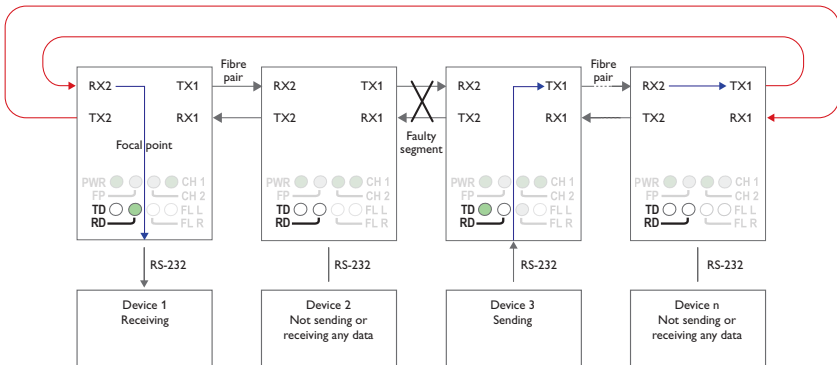 Fibre
pair
Fibre
pair
RX2 TX1
RX2 TX1
RX2 TX1
RX2 TX1
TX2 RX1
TX2 RX1
TX2 RX1
TX2 RX1
Focal point
Faulty
segment
PWR CH 1
FP CH 2
TD FL L
RD FL R
PWR CH 1
FP CH 2
TD FL L
RD FL R
PWR CH 1
FP CH 2
TD FL L
RD FL R
PWR CH 1
FP CH 2
TD FL L
RD FL R
RS-232
RS-232
RS-232
RS-232
Device 1
Receiving
Device 2
Not sending or
receiving any data
Device 3
Sending
Device n
Not sending or
receiving any data